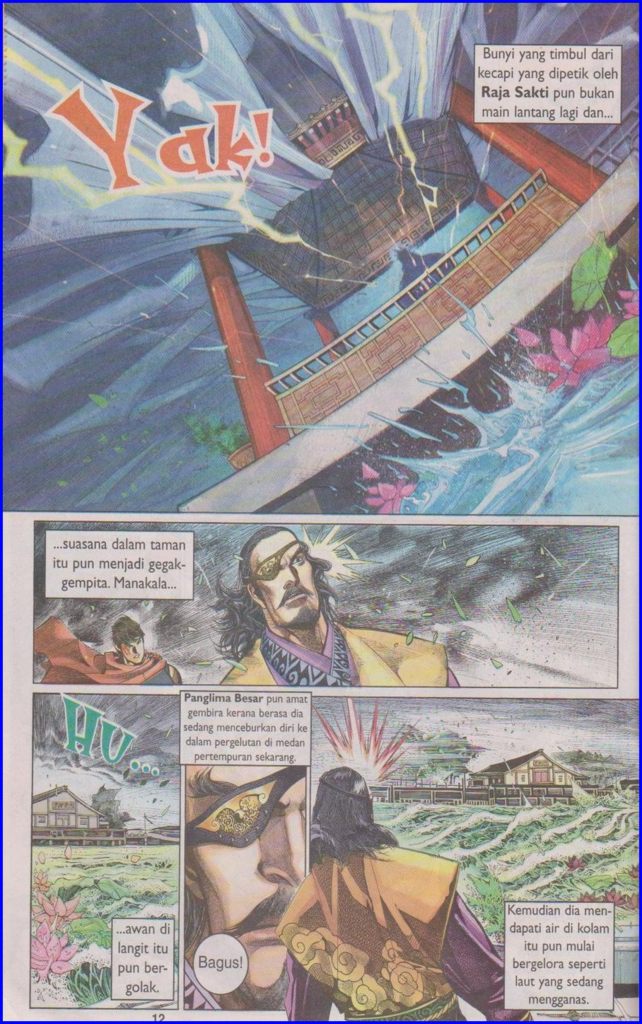 Bunyi yang timbul dari
kecapi yang dipetik oleh
Raja Sakti pun bukan
main lantang lagi dan...
Yak!
...suasana dalam taman
itu pun menjadi gegak-
gempita. Manakala...
HU...
...awan di
langit itu
pun ber-
golak.
Panglima Besar pun amat
gembira kerana berasa dia
sedang menceburkan diri ke
dalam pergelutan di medan
pertempuran sekarang.
Bagus!
Kemudian dia men-
dapati air di kolam
itu pun mulai
bergelora seperti
laut yang sedang
mengganas.
12